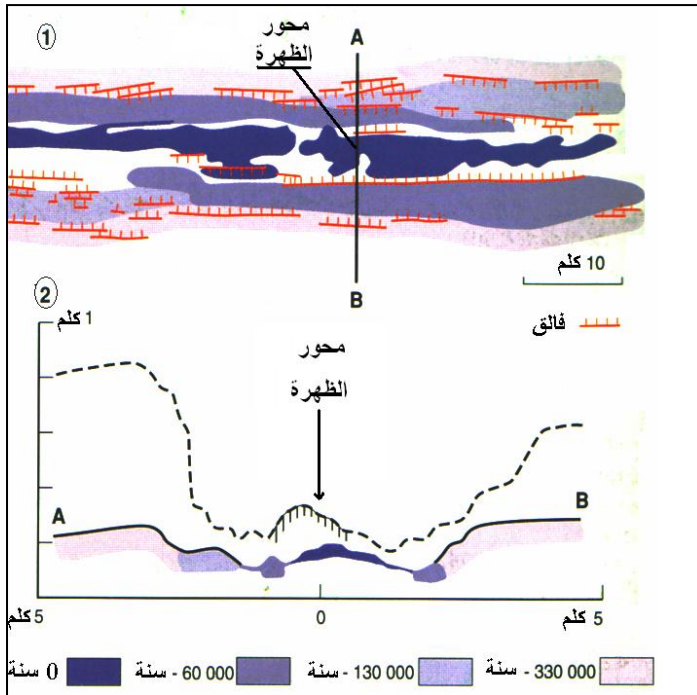 1
محور
الظهرة
A
B
10 كلم
2
1 كلم
فالق
محور
الظهرة
A
B
5 كلم
0
5 كلم
0 سنة
- 60 000 سنة
- 130 000 سنة
- 330 000 سنة